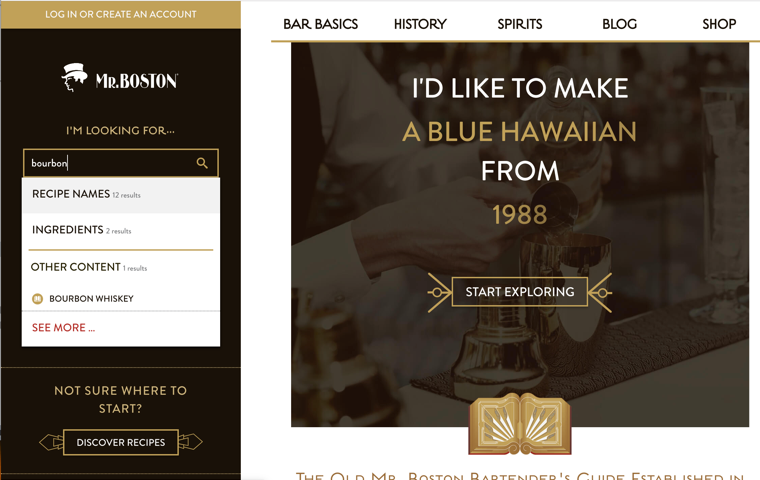 LOG IN OR CREATE AN ACCOUNT
MR.BOSTON
I'M LOOKING FOR...
bourbon
RECIPE NAMES 12 results
INGREDIENTS 2 results
OTHER CONTENT 1 results
BOURBON WHISKEY
SEE MORE ...
NOT SURE WHERE TO
START?
DISCOVER RECIPES
BAR BASICS HISTORY SPIRITS BLOG SHOP
I'D LIKE TO MAKE
A BLUE HAWAIIAN
FROM
1988
START EXPLORING
THE OLD MR. BOSTON BARTENDER'S GUIDE ESTABLISHED IN